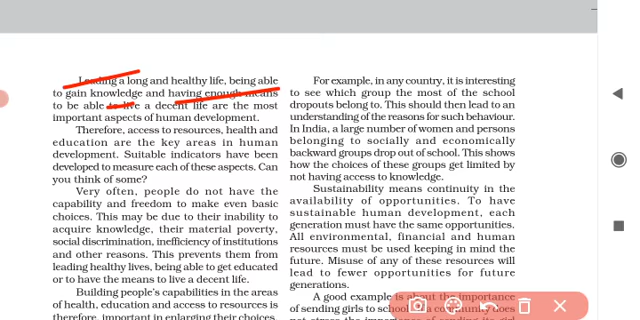 Leading a long and healthy life, being able
to gain knowledge and having enough means
to be able to live a decent life are the most
important aspects of human development.
Therefore, access to resources, health and
education are the key areas in human
development. Suitable indicators have been
developed to measure each of these aspects. Can
you think of some?
Very often, people do not have the
capability and freedom to make even basic
choices. This may be due to their inability to
acquire knowledge, their material poverty,
social discrimination, inefficiency of institutions
and other reasons. This prevents them from
leading healthy lives, being able to get educated
or to have the means to live a decent life.
Building people's capabilities in the areas
of health, education and access to resources is
therefore, important in enlarging their choices.
For example, in any country, it is interesting
to see which group the most of the school
dropouts belong to. This should then lead to an
understanding of the reasons for such behaviour.
In India, a large number of women and persons
belonging to socially and economically
backward groups drop out of school. This shows
how the choices of these groups get limited by
not having access to knowledge.
Sustainability means continuity in the
availability of opportunities. To have
sustainable human development, each
generation must have the same opportunities.
All environmental, financial and human
resources must be used keeping in mind the
future. Misuse of any of these resources will
lead to fewer opportunities for future
generations.
A good example is about the importance
of sending girls to school. a community does
not stress the importance of sending its girl